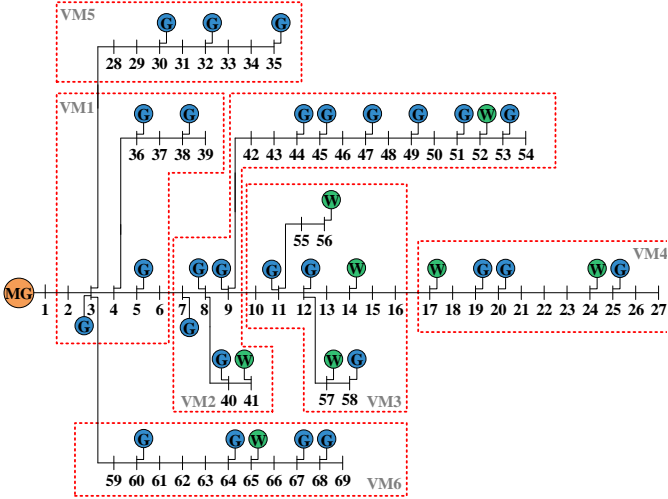 VM5
G G G
28 29 30 31 32 33 34 35
VM1
G G
36 37 38 39
G G G G G W G
42 43 44 45 46 47 48 49 50 51 52 53 54
W
55 56
MG
G G G G G W W G G W G
VM4
1 2 3 4 5 6 7 8 9 10 11 12 13 14 15 16 17 18 19 20 21 22 23 24 25 26 27
G G
G W W G
VM2 40 41 57 58 VM3
G G W G G
59 60 61 62 63 64 65 66 67 68 69
VM6